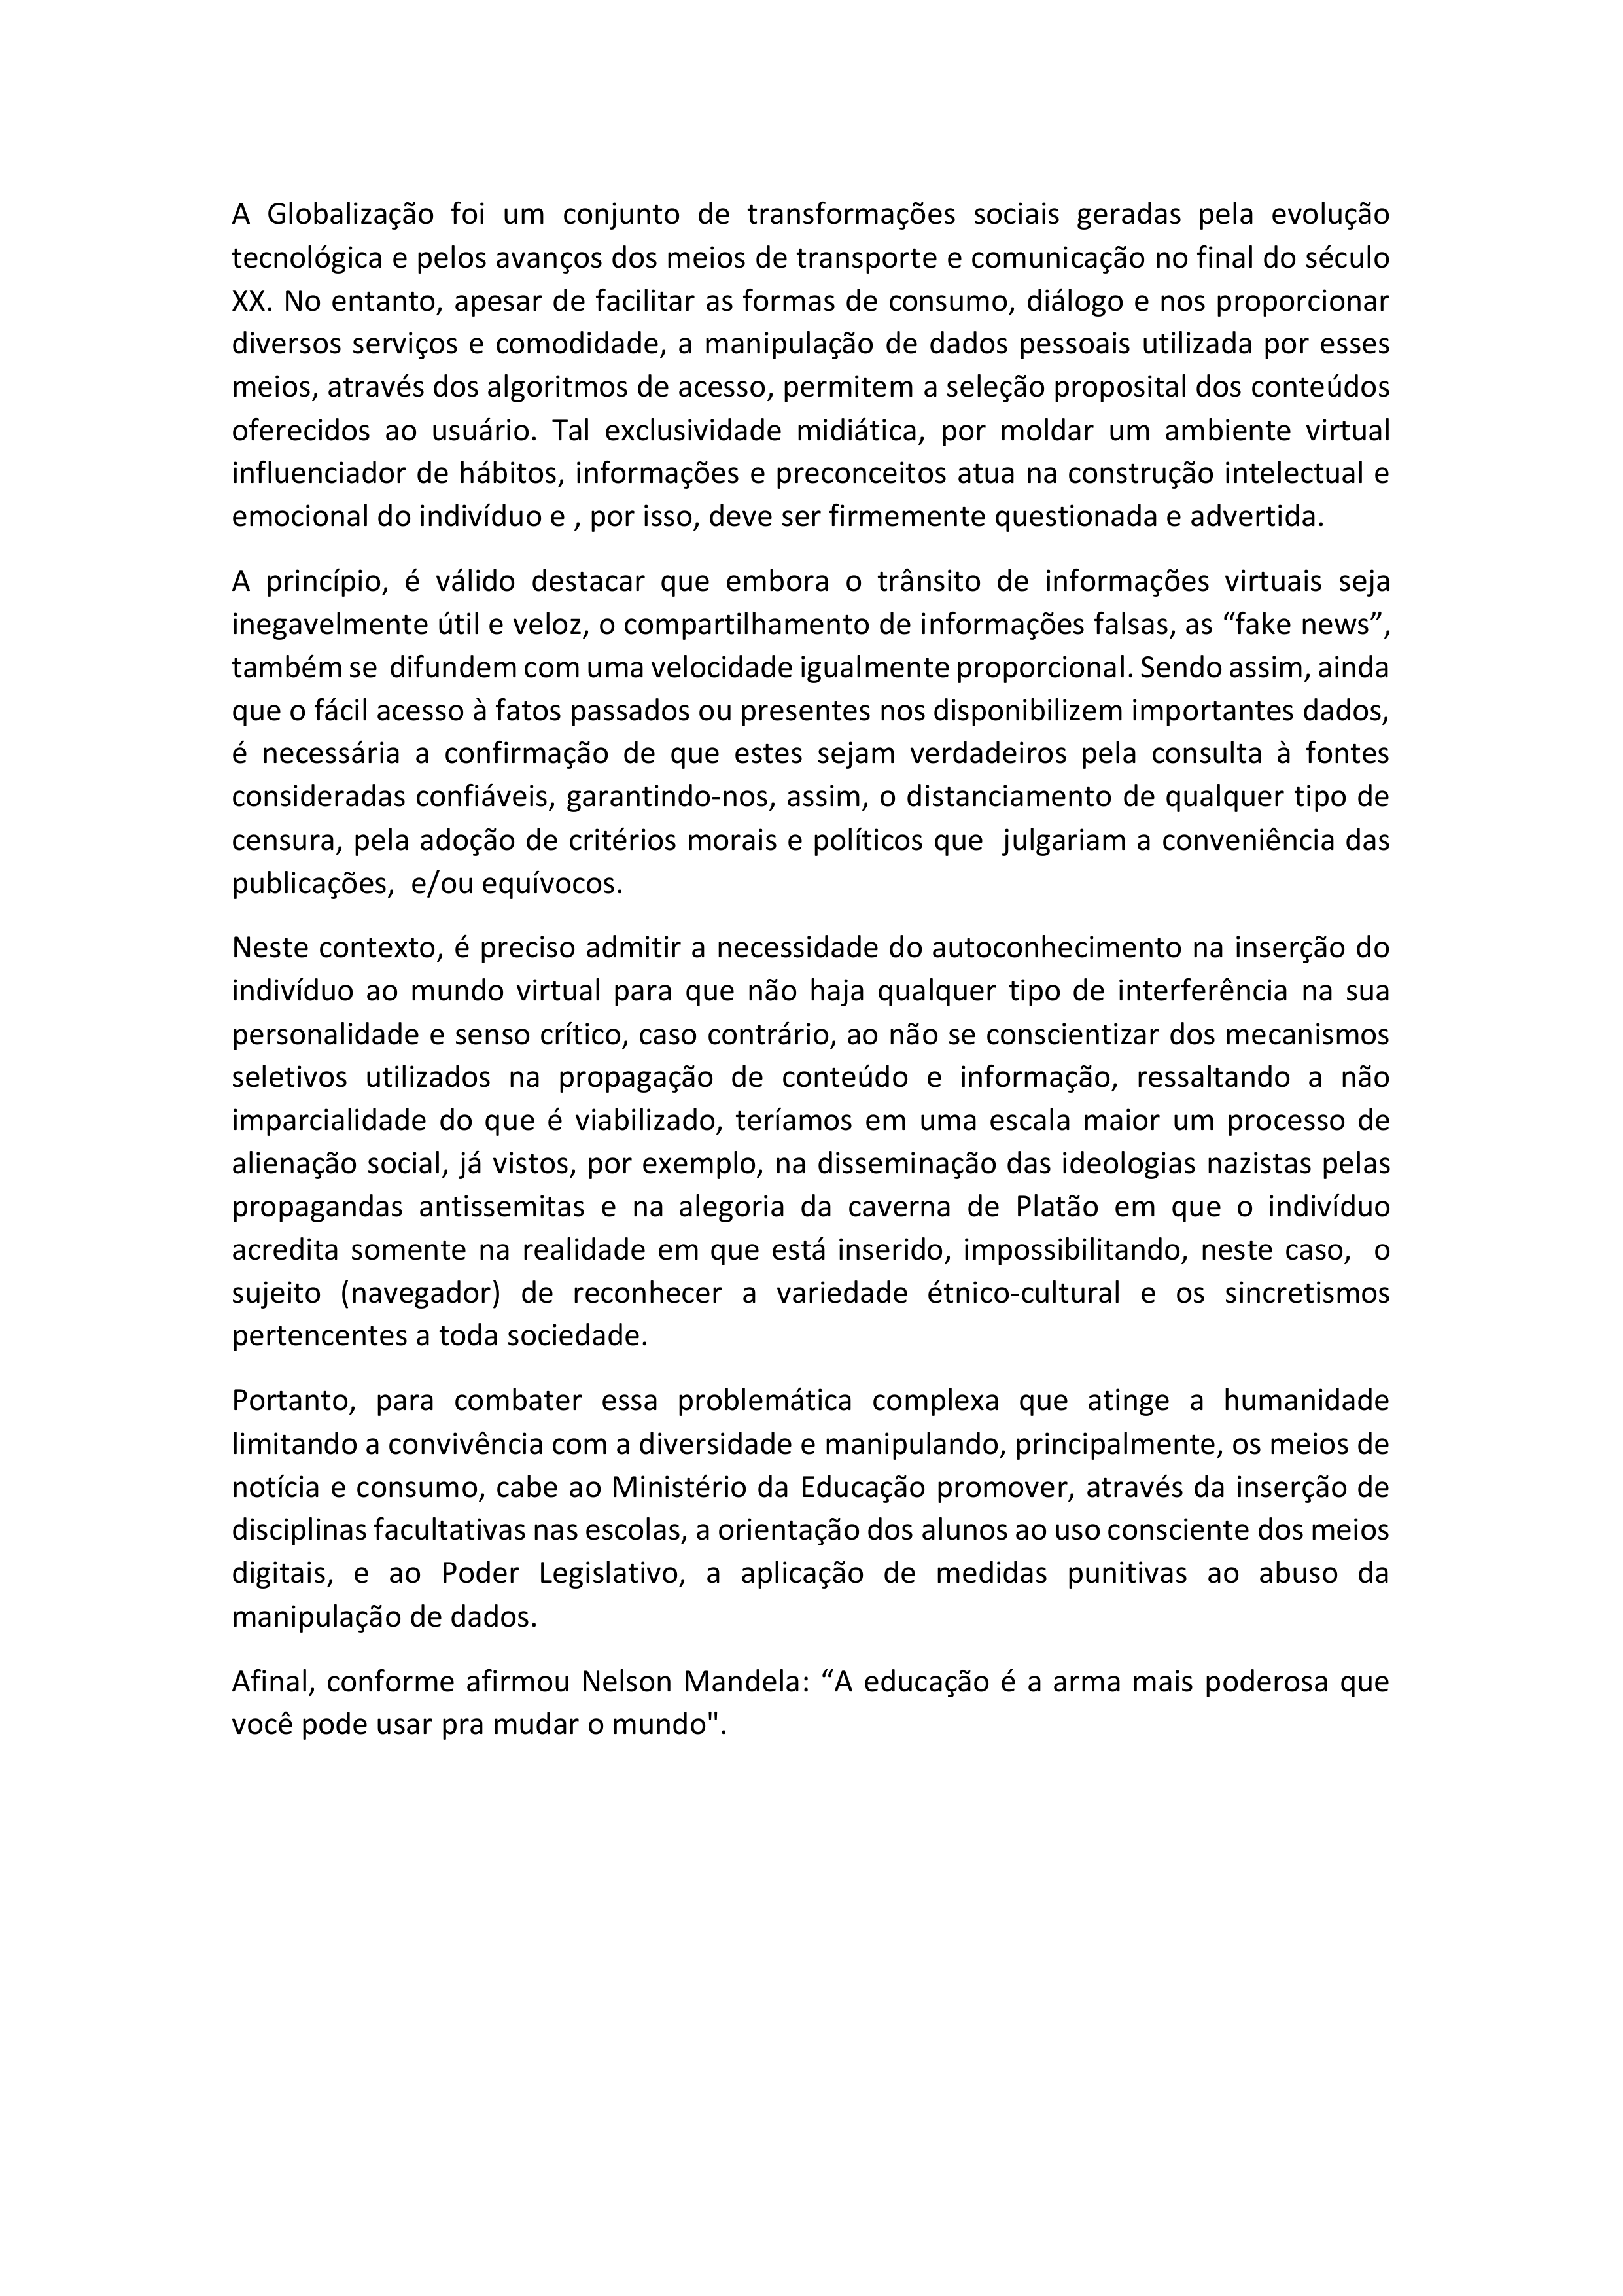 A Globalização foi um conjunto de transformações sociais geradas pela evolução
tecnológica e pelos avanços dos meios de transporte e comunicação no final do século
XX. No entanto, apesar de facilitar as formas de consumo, diálogo e nos proporcionar
diversos serviços e comodidade, a manipulação de dados pessoais utilizada por esses
meios, através dos algoritmos de acesso, permitem a seleção proposital dos conteúdos
oferecidos ao usuário. Tal exclusividade midiática, por moldar um ambiente virtual
influenciador de hábitos, informações e preconceitos atua na construção intelectual e
emocional do indivíduo e , por isso, deve ser firmemente questionada e advertida.
A princípio, é válido destacar que embora o trânsito de informações virtuais seja
inegavelmente útil e veloz, o compartilhamento de informações falsas, as “fake news”,
também se difundem com uma velocidade igualmente proporcional. Sendo assim, ainda
que o fácil acesso à fatos passados ou presentes nos disponibilizem importantes dados,
é necessária a confirmação de que estes sejam verdadeiros pela consulta à fontes
consideradas confiáveis, garantindo-nos, assim, o distanciamento de qualquer tipo de
censura, pela adoção de critérios morais e políticos que julgariam a conveniência das
publicações, e/ou equívocos.
Neste contexto, é preciso admitir a necessidade do autoconhecimento na inserção do
indivíduo ao mundo virtual para que não haja qualquer tipo de interferência na sua
personalidade e senso crítico, caso contrário, ao não se conscientizar dos mecanismos
seletivos utilizados na propagação de conteúdo e informação, ressaltando a não
imparcialidade do que é viabilizado, teríamos em uma escala maior um processo de
alienação social, já vistos, por exemplo, na disseminação das ideologias nazistas pelas
propagandas antissemitas e na alegoria da caverna de Platão em que o indivíduo
acredita somente na realidade em que está inserido, impossibilitando, neste caso, o
sujeito (navegador) de reconhecer a variedade étnico-cultural e os sincretismos
pertencentes a toda sociedade.
Portanto, para combater essa problemática complexa que atinge a humanidade
limitando a convivência com a diversidade e manipulando, principalmente, os meios de
notícia e consumo, cabe ao Ministério da Educação promover, através da inserção de
disciplinas facultativas nas escolas, a orientação dos alunos ao uso consciente dos meios
digitais, e ao Poder Legislativo, a aplicação de medidas punitivas ao abuso da
manipulação de dados.
Afinal, conforme afirmou Nelson Mandela: “A educação é a arma mais poderosa que
você pode usar pra mudar o mundo".